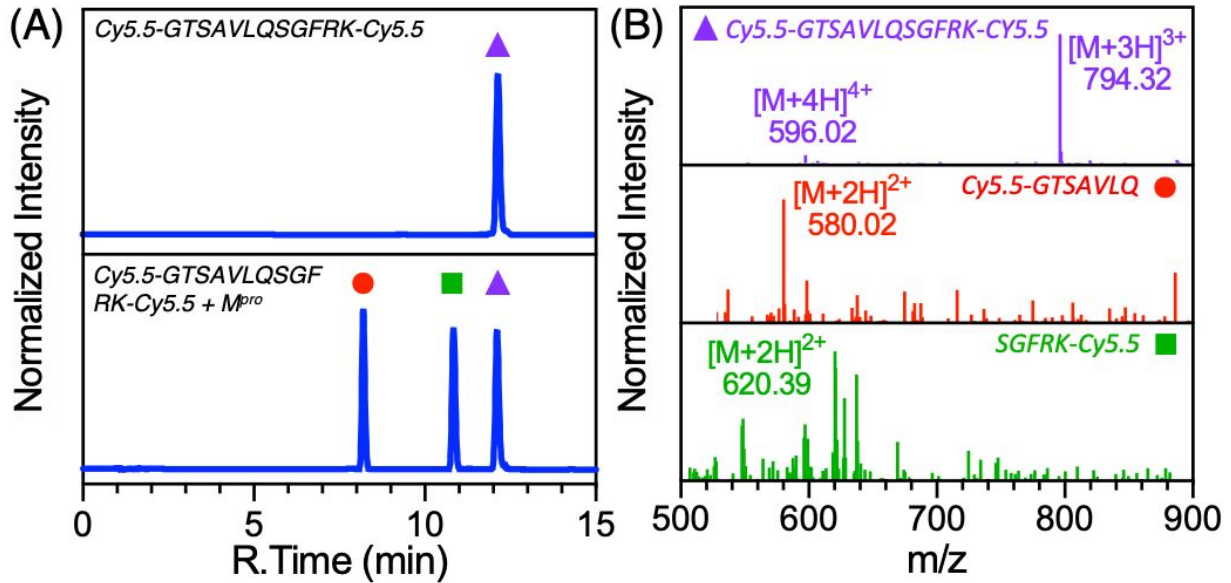 (A)
Normalized Intensity
Cy5.5-GTSAVLQSGFRK-Cy5.5
Cy5.5-GTSAVLQSGF
RK-Cy5.5 + Mᵖʳᵒ
0 5 10 15
R.Time (min)
(B)
Normalized Intensity
Cy5.5-GTSAVLQSGFRK-CY5.5
[M+4H]⁴⁺
596.02
[M+3H]³⁺
794.32
[M+2H]²⁺
580.02
Cy5.5-GTSAVLQ
[M+2H]²⁺
620.39
SGFRK-Cy5.5
500 600 700 800 900
m/z